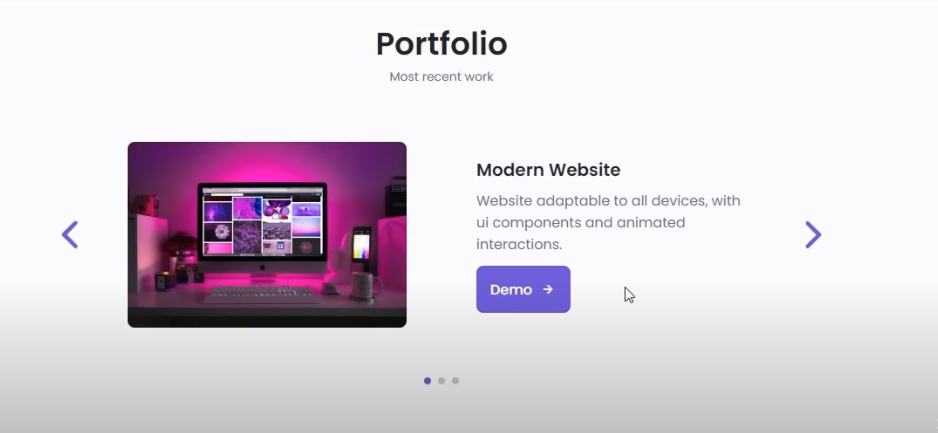 Portfolio
Most recent work
Modern Website
Website adaptable to all devices, with
ui components and animated
interactions.
Demo →